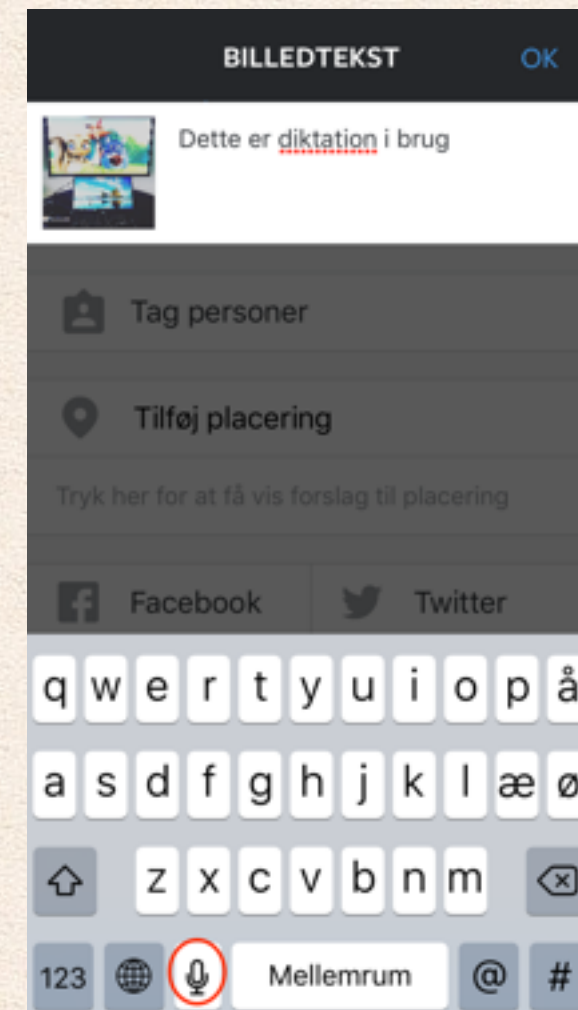 BILLEDTEKST OK
Dette er diktation i brug
Tag personer
Tilføj placering
Tryk her for at få vis forslag til placering
Facebook Twitter
q w e r t y u i o p å
a s d f g h j k l æ ø
z x c v b n m
123 Mellemrum @ #